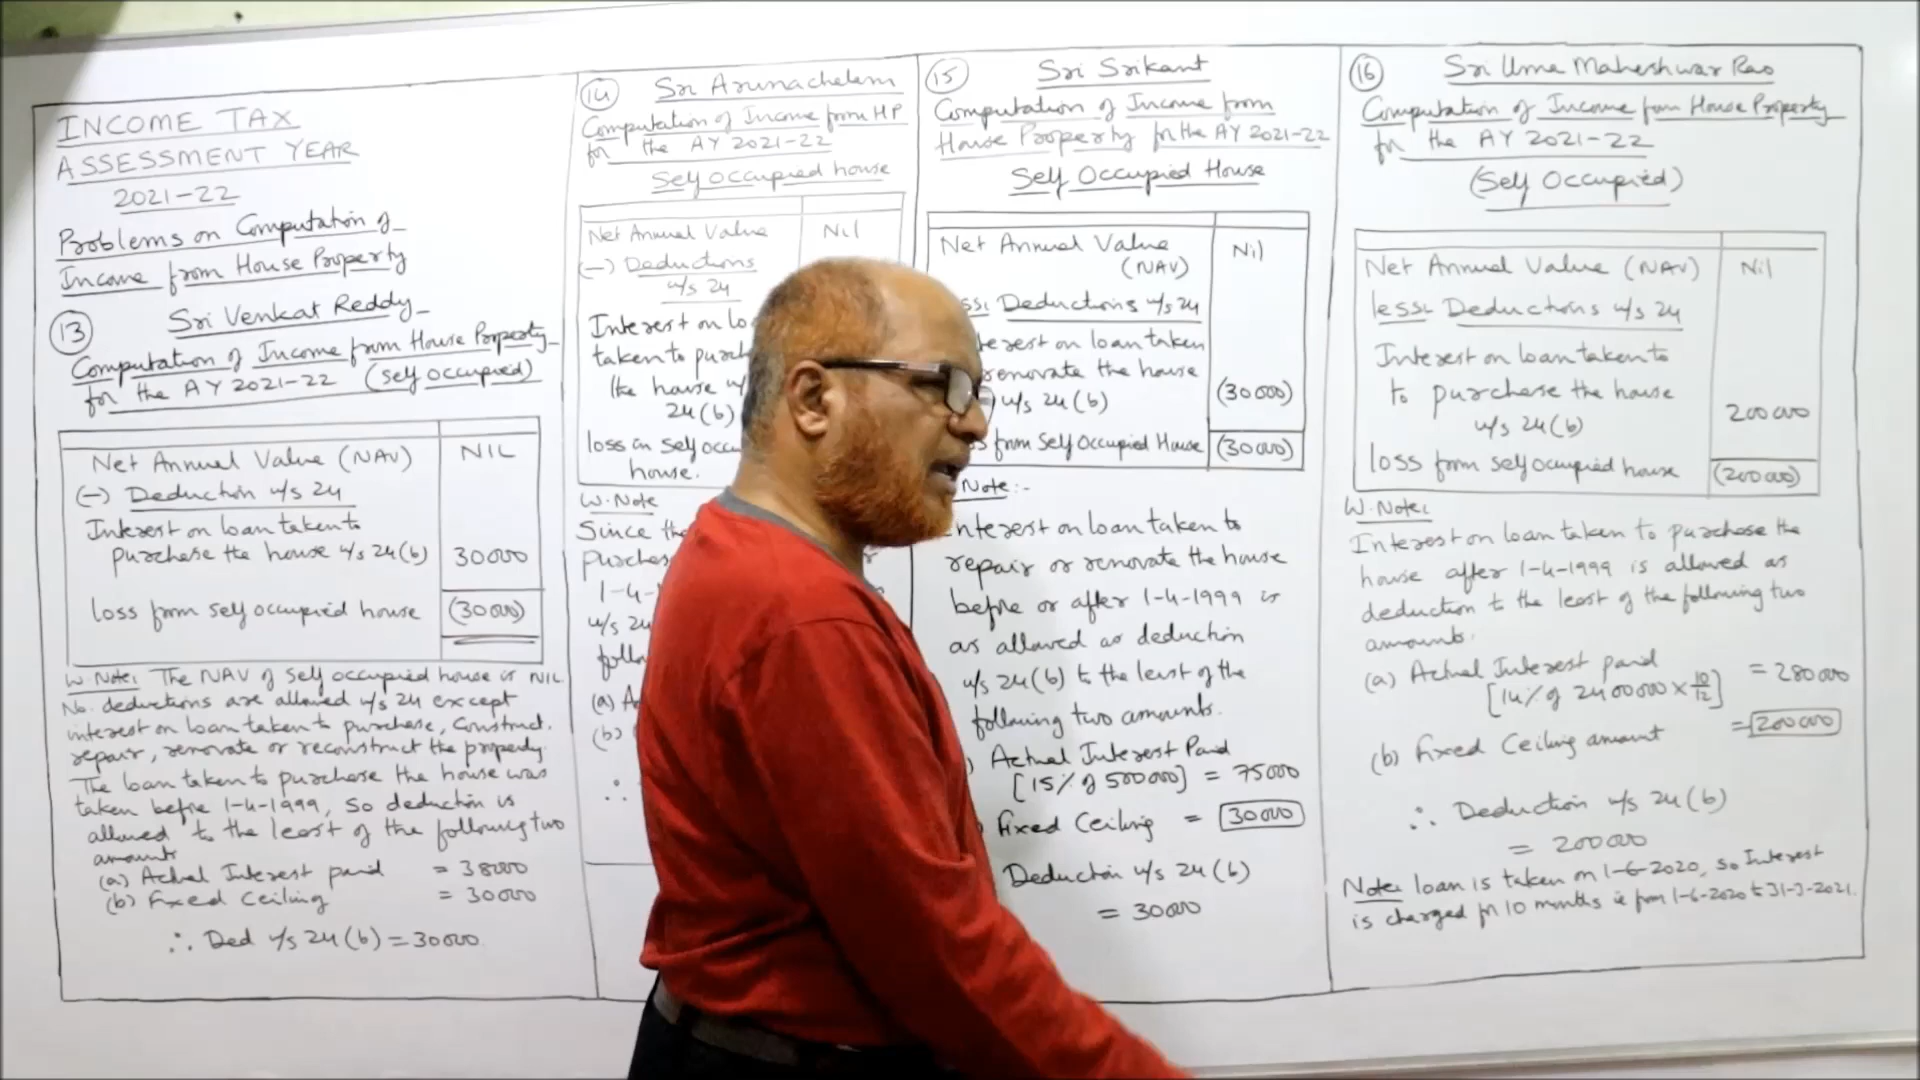 INCOME TAX
ASSESSMENT YEAR
2021-22
Problems on Computation of
Income from House Property
13 Sri Venkat Reddy
Computation of Income from House Property
for the AY 2021-22 (self occupied)
Net Annual Value (NAV) NIL
(-) Deduction u/s 24
Interest on loan taken to
purchase the house u/s 24(b) 30000
Loss from self occupied house (30000)
W.Note: The NAV of self occupied house is NIL
No. deductions are allowed u/s 24 except
interest on loan taken to purchase, construct,
repair, renovate or reconstruct the property.
The loan taken to purchase the house was
taken before 1-4-1999, so deduction is
allowed to the least of the following two
amounts
(a) Actual Interest paid = 38000
(b) Fixed Ceiling = 30000
∴ Ded u/s 24(b) = 30000
14 Sri Arunachalam
Computation of Income from HP
for the AY 2021-22
Self Occupied house
Net Annual Value Nil
(-) Deductions
u/s 24
Interest on lo
taken to purch
the house u/
24(b)
loss on self occu
house.
W.Note
Since the
purchas
1-4-
u/s 24
follo
(a) A
(b)
∴
15 Sri Srikant
Computation of Income from
House Property for the AY 2021-22
Self Occupied House
Net Annual Value Nil
(NAV)
ss: Deductions u/s 24
erest on loan taken
renovate the house
u/s 24(b) (30000)
s from Self Occupied House (30000)
Note:-
Interest on loan taken to
repair or renovate the house
before or after 1-4-1999 is
as allowed as deduction
u/s 24(b) to the least of the
following two amounts.
) Actual Interest Paid
[15% of 500000] = 75000
) Fixed Ceiling = 30000
Deduction u/s 24(b)
= 30000
16 Sri Uma Maheshwar Rao
Computation of Income from House Property
for the AY 2021-22
(Self Occupied)
Net Annual Value (NAV) Nil
less: Deductions u/s 24
Interest on loan taken to
to purchase the house
u/s 24(b) 200000
loss from self occupied house (200000)
W.Note:
Interest on loan taken to purchase the
house after 1-4-1999 is allowed as
deduction to the least of the following two
amounts.
(a) Actual Interest paid
[14% of 2400000 x 10/12] = 280000
(b) Fixed Ceiling amount = 200000
∴ Deduction u/s 24(b)
= 200000
Note: loan is taken on 1-6-2020, so Interest
is charged for 10 months ie from 1-6-2020 to 31-3-2021.